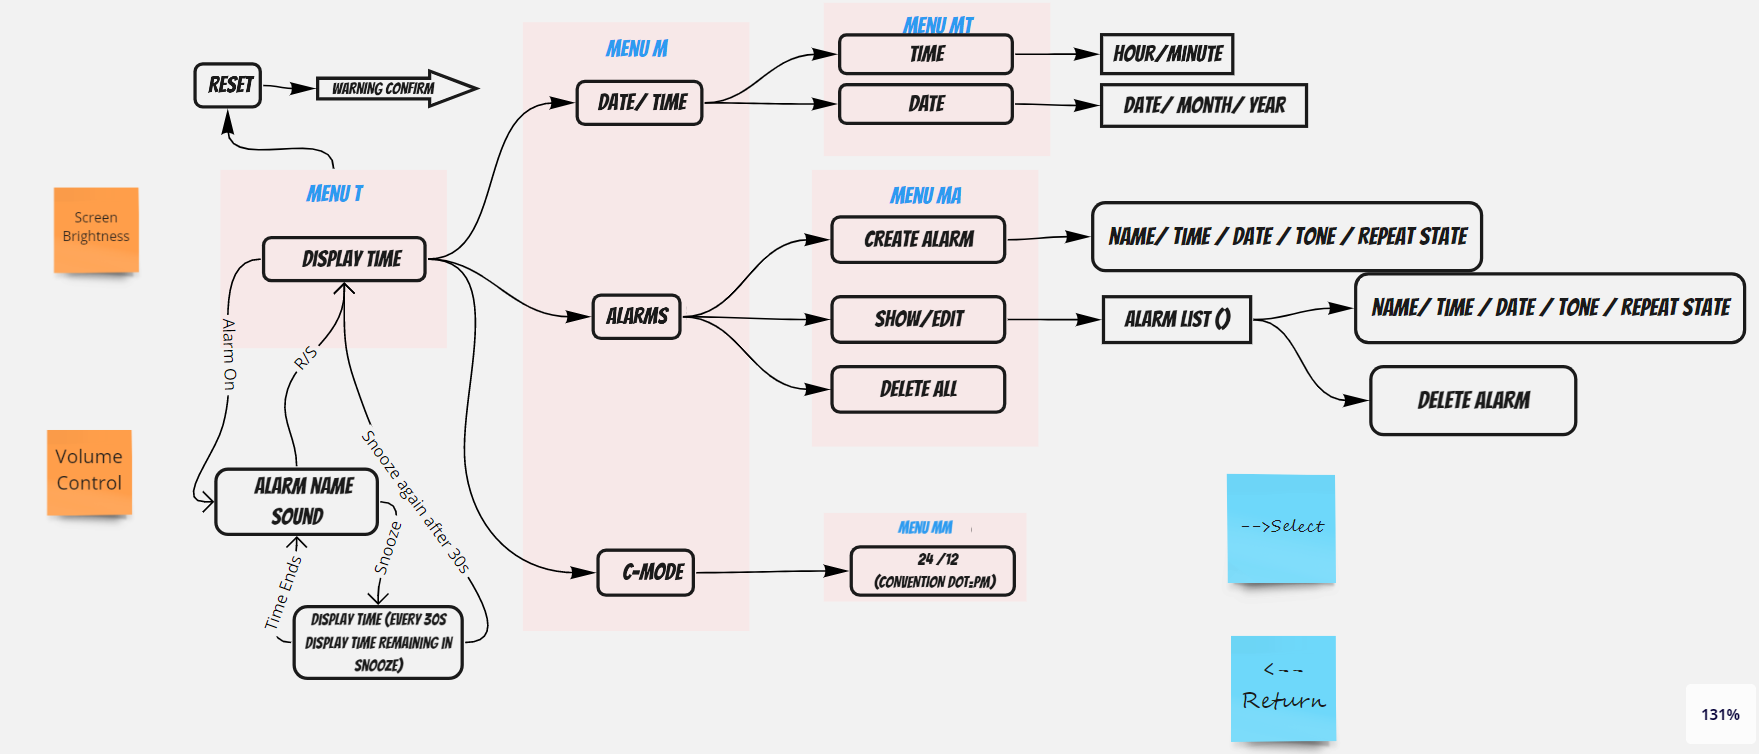 MENU MT
TIME
HOUR/MINUTE
DATE
DATE/ MONTH/ YEAR
MENU M
DATE/ TIME
RESET
WARNING CONFIRM
MENU T
DISPLAY TIME
Screen
Brightness
MENU MA
CREATE ALARM
NAME/ TIME / DATE / TONE / REPEAT STATE
ALARMS
SHOW/EDIT
ALARM LIST ()
NAME/ TIME / DATE / TONE / REPEAT STATE
DELETE ALL
DELETE ALARM
Alarm On
R/S
Snooze again after 30s
Volume
Control
ALARM NAME
SOUND
Snooze
Time Ends
DISPLAY TIME (EVERY 30S
DISPLAY TIME REMAINING IN
SNOOZE)
C-MODE
MENU MM
24 /12
(CONVENTION DOT=PM)
-->Select
<--
Return
131%